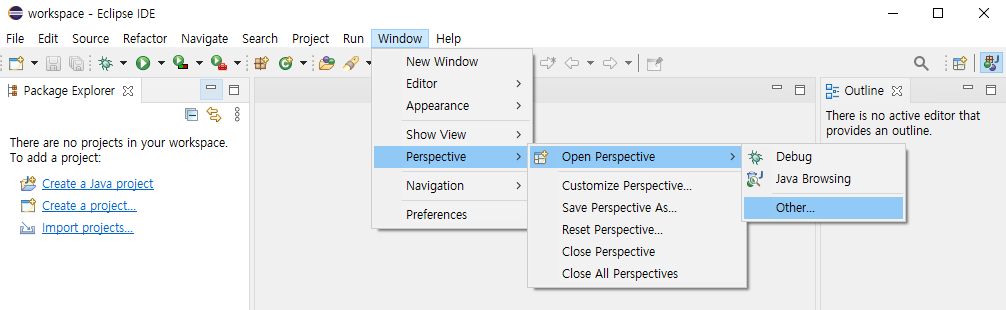 workspace - Eclipse IDE
File Edit Source Refactor Navigate Search Project Run Window Help
Package Explorer
There are no projects in your workspace.
To add a project:
Create a Java project
Create a project...
Import projects...
New Window
Editor
Appearance
Show View
Perspective
Navigation
Preferences
Open Perspective
Customize Perspective...
Save Perspective As...
Reset Perspective...
Close Perspective
Close All Perspectives
Debug
Java Browsing
Other...
Outline
There is no active editor that
provides an outline.